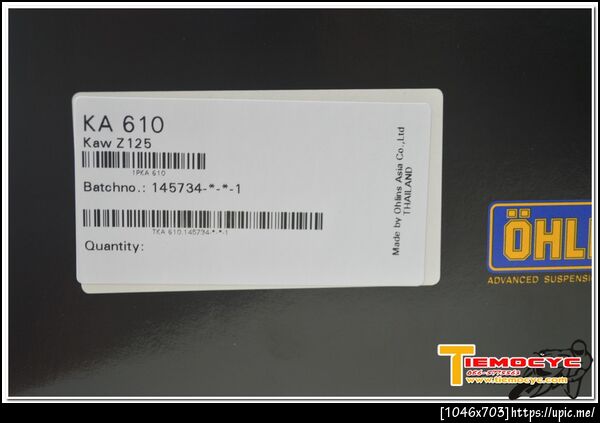 KA 610
Kaw Z125
1PKA 610
Batchno.: 145734-*-*-1
TKA 610.145734-*-*-1
Quantity:
Made by Ohlins Asia Co.,Ltd
THAILAND
ÖHLI
ADVANCED SUSPENSI
TIEMOCYC
www.tiemocyc.com
[1046x703]https://upic.me/